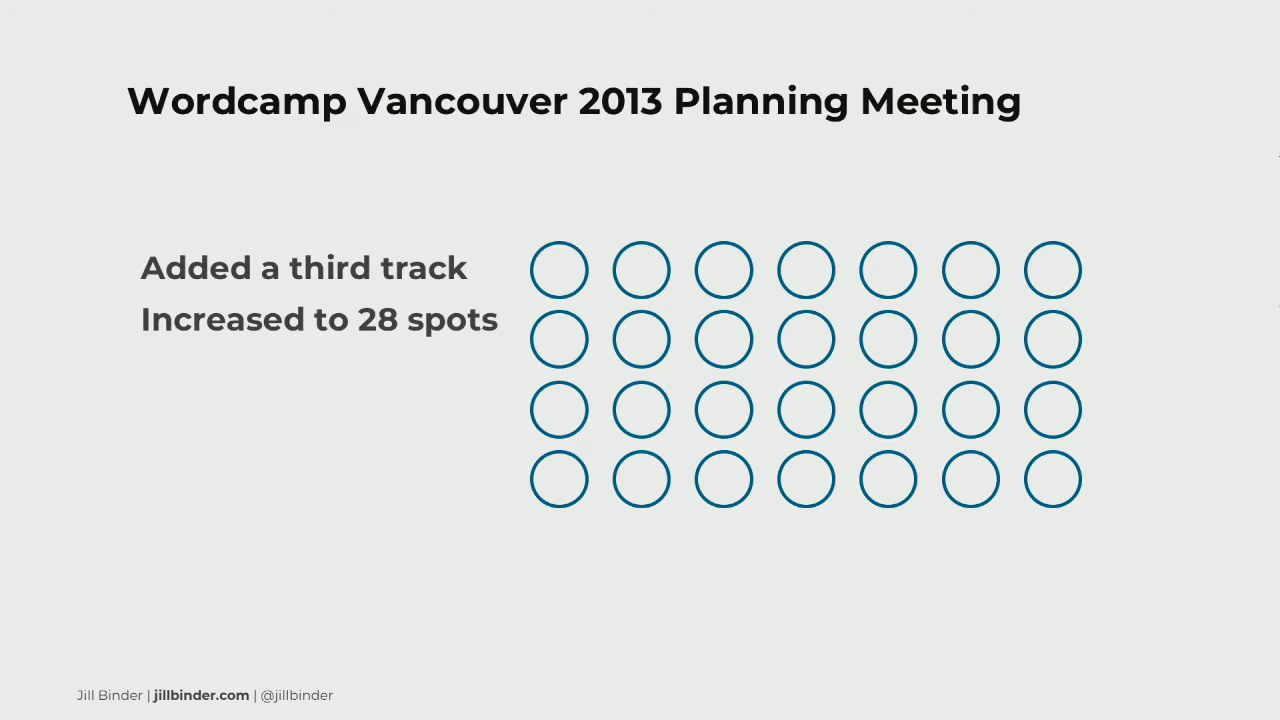 Wordcamp Vancouver 2013 Planning Meeting
Added a third track
Increased to 28 spots
Jill Binder | jillbinder.com | @jillbinder